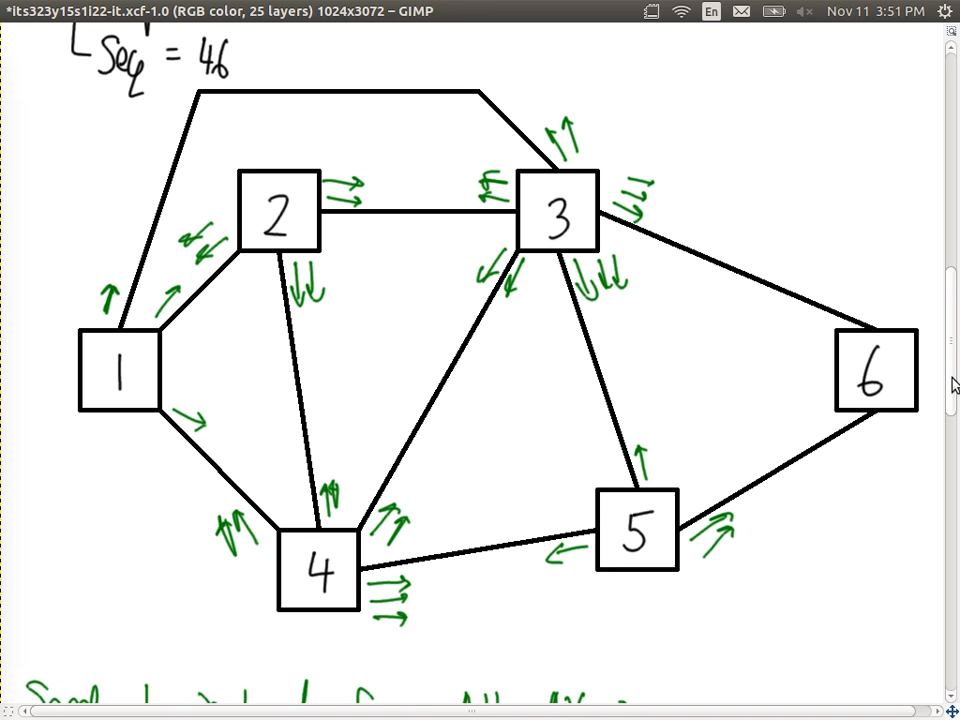 *its323y15s1i22-it.xcf-1.0 (RGB color, 25 layers) 1024x3072 – GIMP
En
Nov 11 3:51 PM
Seq = 46
2
3
1
6
5
4